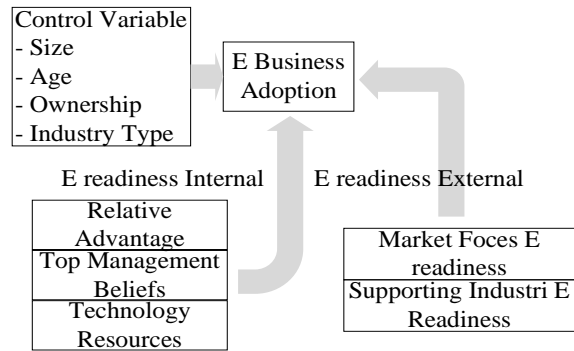 Control Variable
- Size
- Age
- Ownership
- Industry Type
E Business
Adoption
E readiness Internal
E readiness External
Relative
Advantage
Top Management
Beliefs
Technology
Resources
Market Foces E
readiness
Supporting Industri E
Readiness